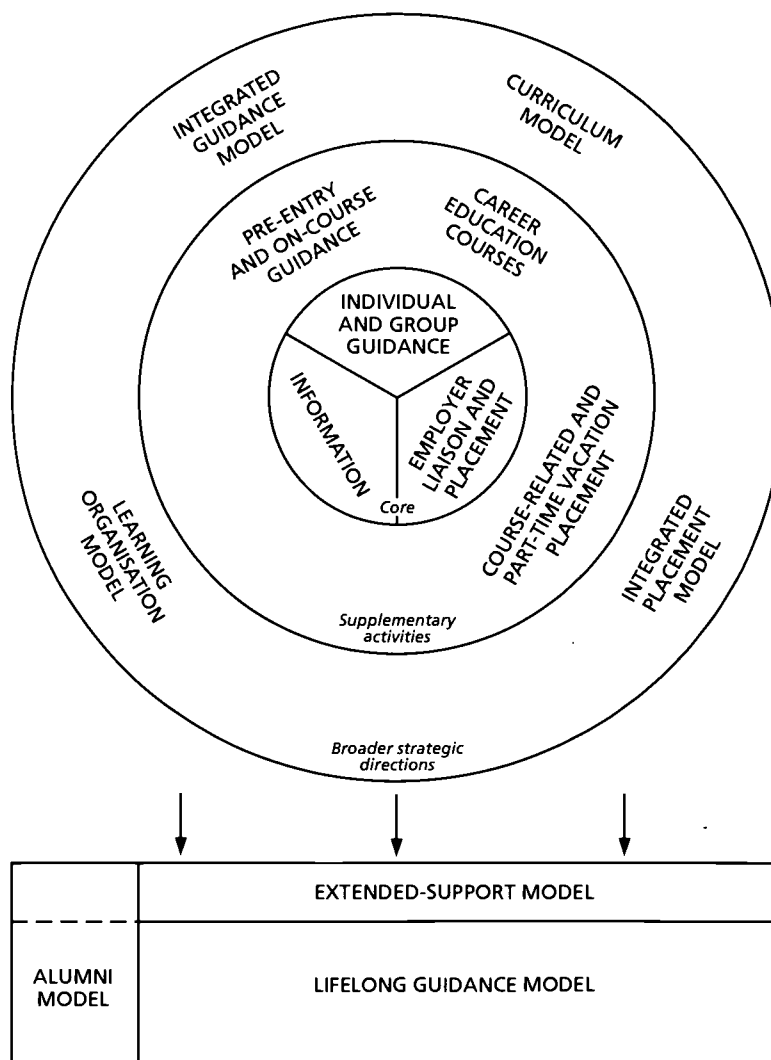 INTEGRATED
GUIDANCE
MODEL
CURRICULUM
MODEL
PRE-ENTRY
AND ON-COURSE
GUIDANCE
CAREER
EDUCATION
COURSES
INDIVIDUAL
AND GROUP
GUIDANCE
INFORMATION
EMPLOYER
LIAISON AND
PLACEMENT
Core
LEARNING
ORGANISATION
MODEL
COURSE-RELATED AND
PART-TIME VACATION
PLACEMENT
INTEGRATED
PLACEMENT
MODEL
Supplementary
activities
Broader strategic
directions
EXTENDED-SUPPORT MODEL
ALUMNI
MODEL
LIFELONG GUIDANCE MODEL